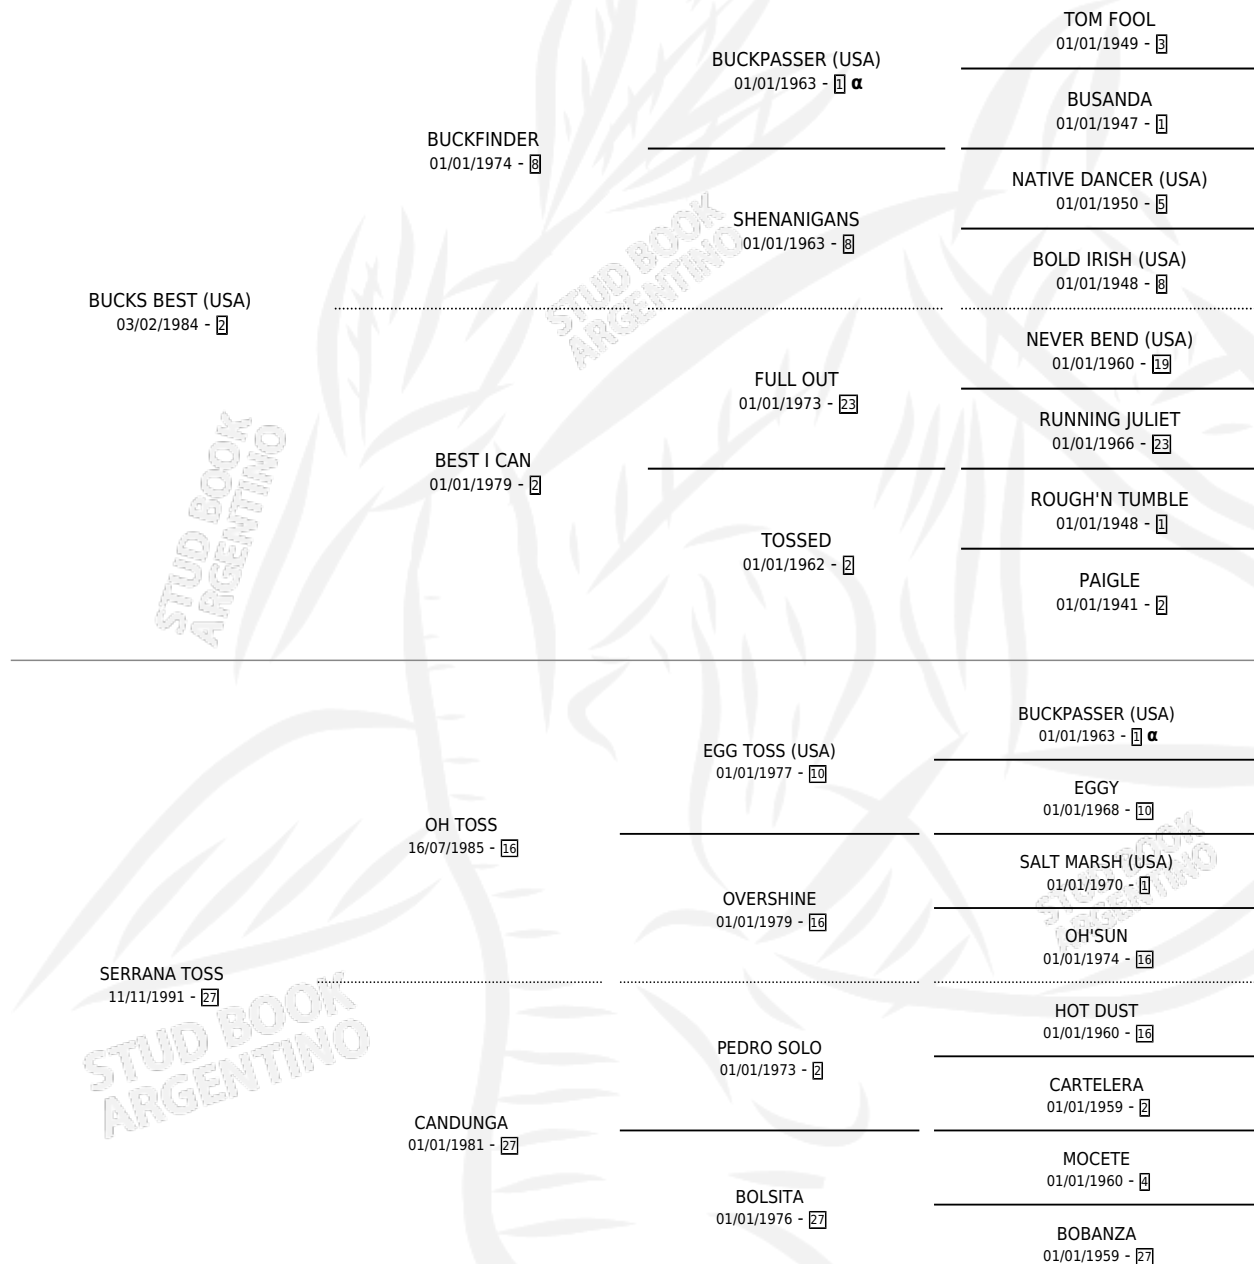 TOM FOOL
01/01/1949 - 3
BUCKPASSER (USA)
01/01/1963 - 1 α
BUSANDA
01/01/1947 - 1
BUCKFINDER
01/01/1974 - 8
NATIVE DANCER (USA)
01/01/1950 - 5
SHENANIGANS
01/01/1963 - 8
BOLD IRISH (USA)
01/01/1948 - 8
STUD BOOK
ARGENTINO
BUCKS BEST (USA)
03/02/1984 - 2
NEVER BEND (USA)
01/01/1960 - 19
FULL OUT
01/01/1973 - 23
RUNNING JULIET
01/01/1966 - 23
BEST I CAN
01/01/1979 - 2
ROUGH'N TUMBLE
01/01/1948 - 1
TOSSED
01/01/1962 - 2
PAIGLE
01/01/1941 - 2
STUD BOOK
ARGENTINO
BUCKPASSER (USA)
01/01/1963 - 1 α
EGG TOSS (USA)
01/01/1977 - 10
EGGY
01/01/1968 - 10
OH TOSS
16/07/1985 - 16
SALT MARSH (USA)
01/01/1970 - 1
STUD BOOK
ARGENTINO
OVERSHINE
01/01/1979 - 16
OH'SUN
01/01/1974 - 16
SERRANA TOSS
11/11/1991 - 27
HOT DUST
01/01/1960 - 16
STUD BOOK
ARGENTINO
PEDRO SOLO
01/01/1973 - 2
CARTELERA
01/01/1959 - 2
CANDUNGA
01/01/1981 - 27
MOCETE
01/01/1960 - 4
BOLSITA
01/01/1976 - 27
BOBANZA
01/01/1959 - 27